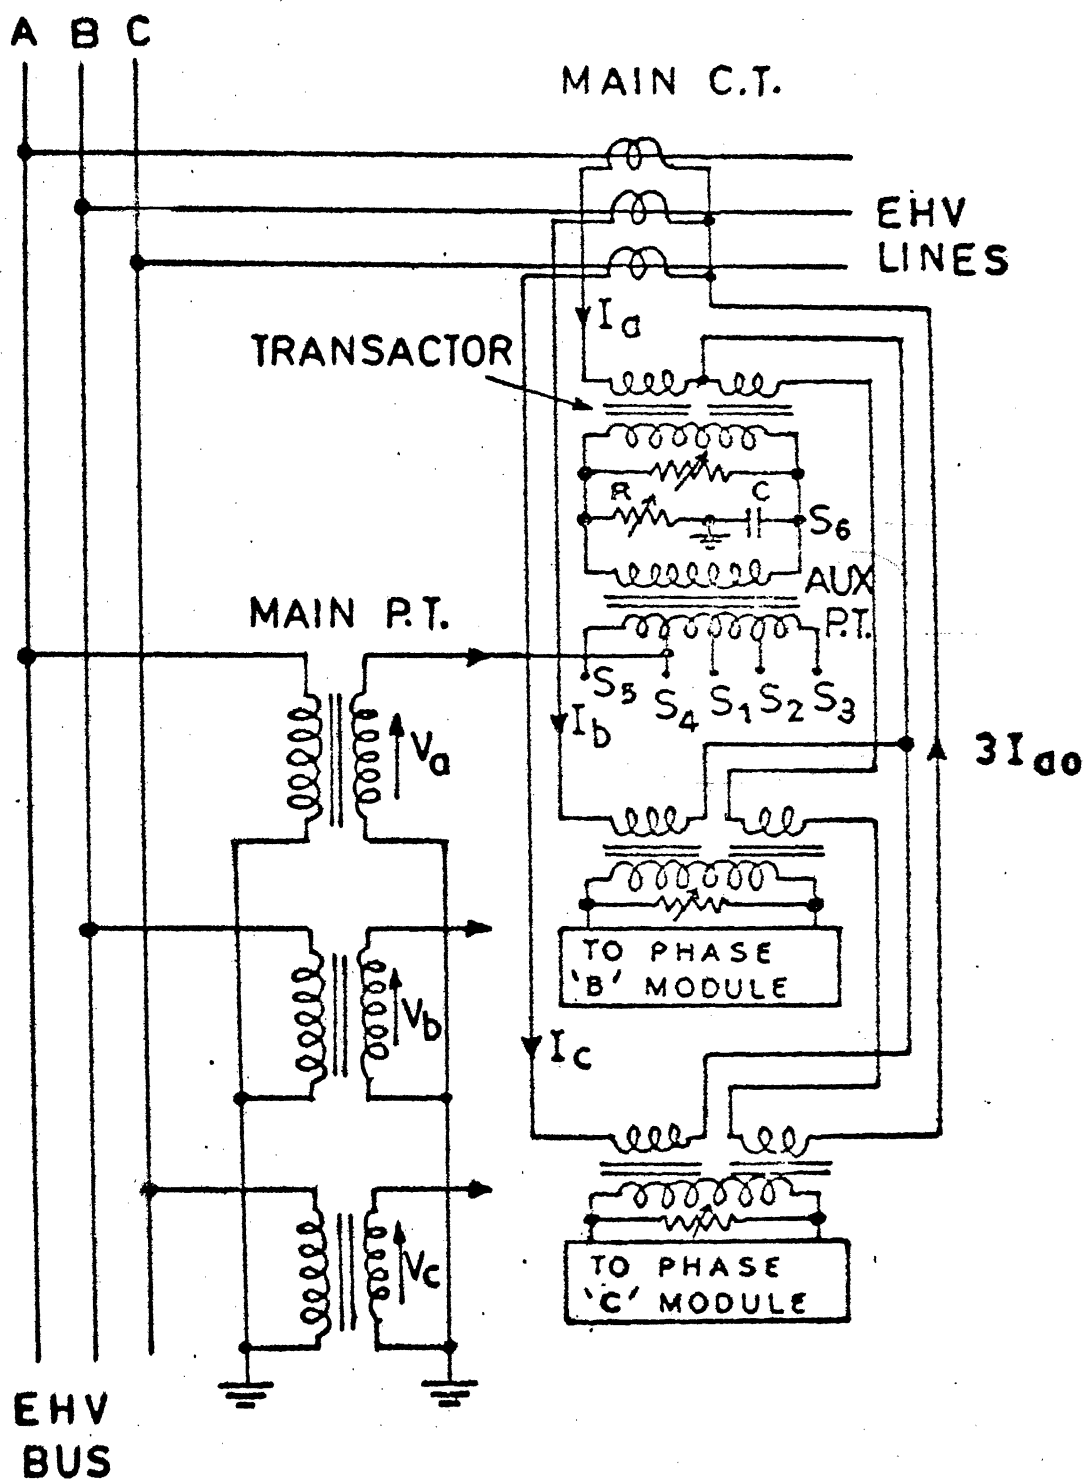 A B C
MAIN C.T.
EHV
LINES
Ia
TRANSACTOR
R
C
S6
AUX
P.T.
MAIN P.T.
S5
S4
S1
S2
S3
Ib
Va
3Iao
TO PHASE
'B' MODULE
Vb
Ic
Vc
TO PHASE
'C' MODULE
EHV
BUS